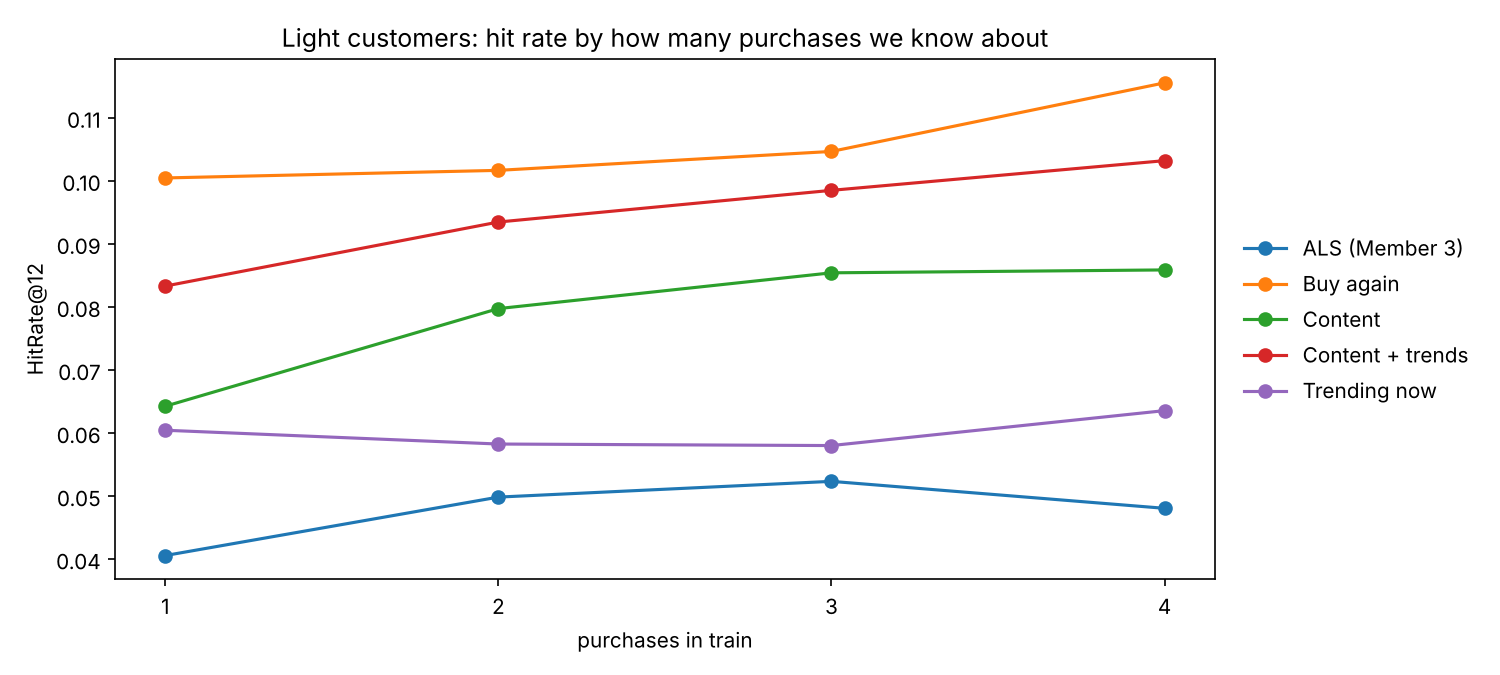 Light customers: hit rate by how many purchases we know about
HitRate@12
0.11
0.10
0.09
0.08
0.07
0.06
0.05
0.04
1
2
3
4
purchases in train
ALS (Member 3)
Buy again
Content
Content + trends
Trending now